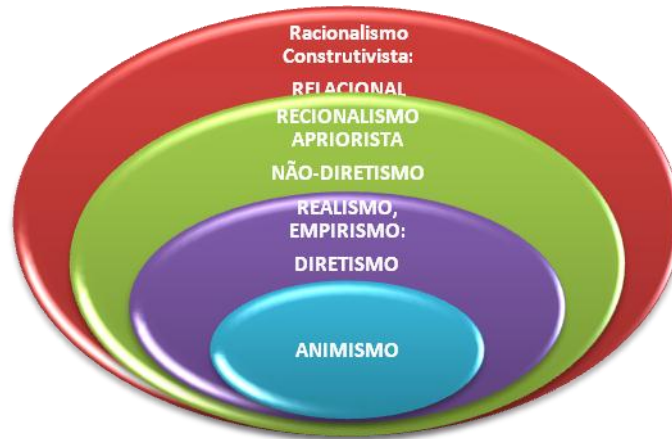 Racionalismo
Construtivista:
RELACIONAL
RECIONALISMO
APRIORISTA
NÃO-DIRETISMO
REALISMO,
EMPIRISMO:
DIRETISMO
ANIMISMO